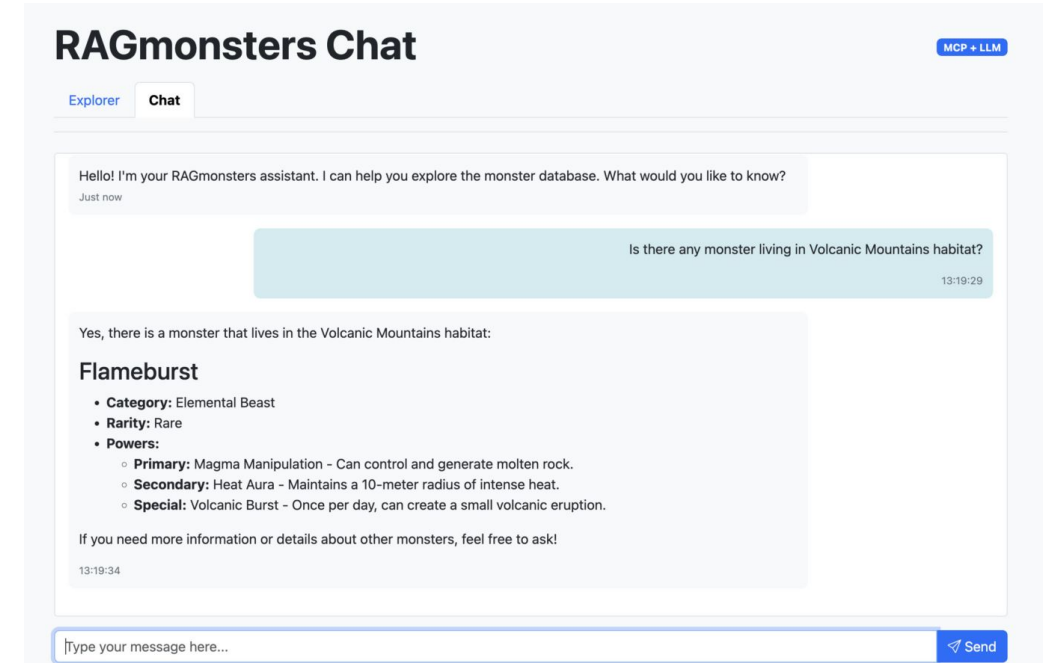 RAGmonsters Chat
MCP + LLM
Explorer
Chat
Hello! I'm your RAGmonsters assistant. I can help you explore the monster database. What would you like to know?
Just now
Is there any monster living in Volcanic Mountains habitat?
13:19:29
Yes, there is a monster that lives in the Volcanic Mountains habitat:
Flameburst
• Category: Elemental Beast
• Rarity: Rare
• Powers:
◦ Primary: Magma Manipulation - Can control and generate molten rock.
◦ Secondary: Heat Aura - Maintains a 10-meter radius of intense heat.
◦ Special: Volcanic Burst - Once per day, can create a small volcanic eruption.
If you need more information or details about other monsters, feel free to ask!
13:19:34
Type your message here...
Send